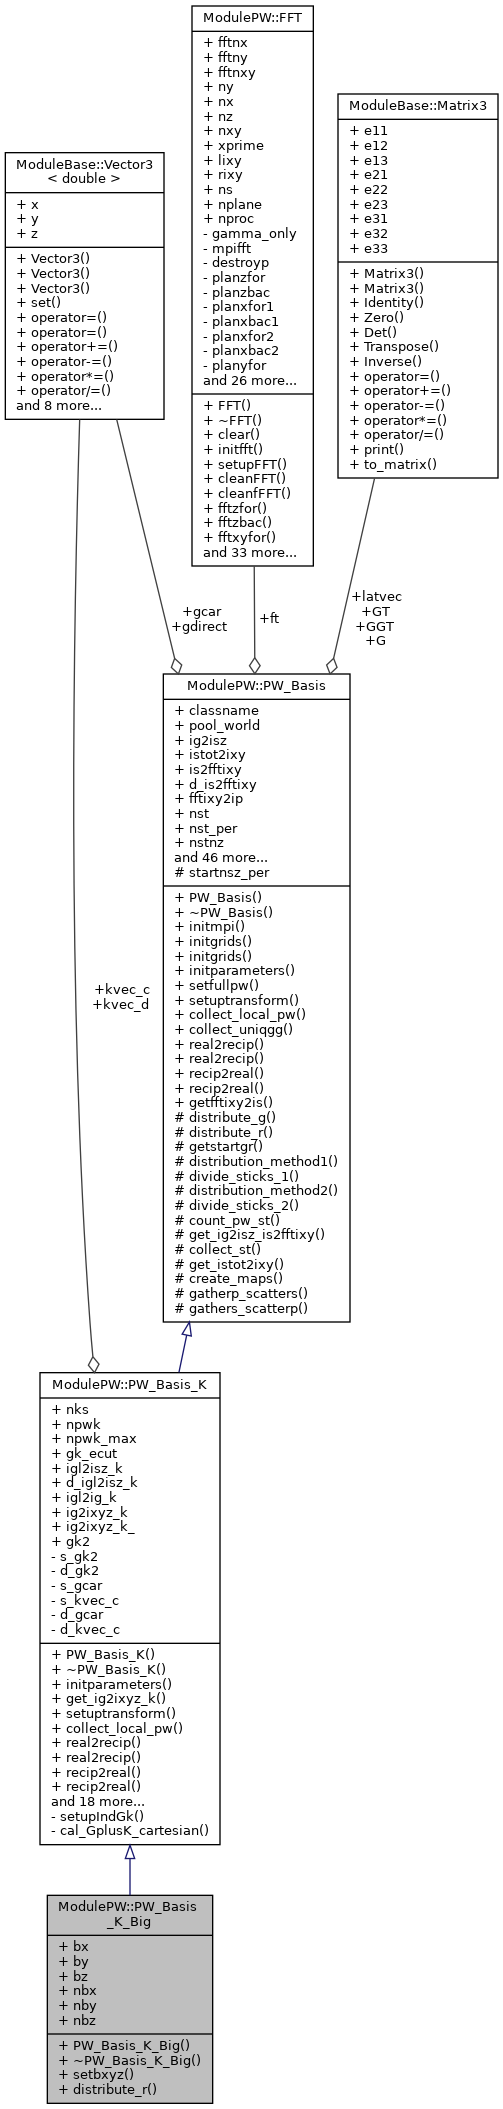 ModulePW::FFT
+ fftnx
+ fftny
+ fftnxy
+ ny
+ nx
+ nz
+ nxy
+ xprime
+ lixy
+ rixy
+ ns
+ nplane
+ nproc
- gamma_only
- mpifft
- destroyp
- planzfor
- planzbac
- planxfor1
- planxbac1
- planxfor2
- planxbac2
- planyfor
and 26 more...
+ FFT()
+ ~FFT()
+ clear()
+ initfft()
+ setupFFT()
+ cleanFFT()
+ cleanfFFT()
+ fftzfor()
+ fftzbac()
+ fftxyfor()
and 33 more...
ModuleBase::Matrix3
+ e11
+ e12
+ e13
+ e21
+ e22
+ e23
+ e31
+ e32
+ e33
+ Matrix3()
+ Matrix3()
+ Identity()
+ Zero()
+ Det()
+ Transpose()
+ Inverse()
+ operator=()
+ operator+=()
+ operator-=()
+ operator*=()
+ operator/=()
+ print()
+ to_matrix()
ModuleBase::Vector3
< double >
+ x
+ y
+ z
+ Vector3()
+ Vector3()
+ Vector3()
+ set()
+ operator=()
+ operator=()
+ operator+=()
+ operator-=()
+ operator*=()
+ operator/=()
and 8 more...
+gcar
+gdirect
+ft
+latvec
+GT
+GGT
+G
ModulePW::PW_Basis
+ classname
+ pool_world
+ ig2isz
+ istot2ixy
+ is2fftixy
+ d_is2fftixy
+ fftixy2ip
+ nst
+ nst_per
+ nstnz
and 46 more...
# startnsz_per
+ PW_Basis()
+ ~PW_Basis()
+ initmpi()
+ initgrids()
+ initgrids()
+ initparameters()
+ setfullpw()
+ setuptransform()
+ collect_local_pw()
+ collect_uniqgg()
+ real2recip()
+ real2recip()
+ recip2real()
+ recip2real()
+ getfftixy2is()
# distribute_g()
# distribute_r()
# getstartgr()
# distribution_method1()
# divide_sticks_1()
# distribution_method2()
# divide_sticks_2()
# count_pw_st()
# get_ig2isz_is2fftixy()
# collect_st()
# get_istot2ixy()
# create_maps()
# gatherp_scatters()
# gathers_scatterp()
+kvec_c
+kvec_d
ModulePW::PW_Basis_K
+ nks
+ npwk
+ npwk_max
+ gk_ecut
+ igl2isz_k
+ d_igl2isz_k
+ igl2ig_k
+ ig2ixyz_k
+ ig2ixyz_k_
+ gk2
- s_gk2
- d_gk2
- s_gcar
- s_kvec_c
- d_gcar
- d_kvec_c
+ PW_Basis_K()
+ ~PW_Basis_K()
+ initparameters()
+ get_ig2ixyz_k()
+ setuptransform()
+ collect_local_pw()
+ real2recip()
+ real2recip()
+ recip2real()
+ recip2real()
and 18 more...
- setupIndGk()
- cal_GplusK_cartesian()
ModulePW::PW_Basis
_K_Big
+ bx
+ by
+ bz
+ nbx
+ nby
+ nbz
+ PW_Basis_K_Big()
+ ~PW_Basis_K_Big()
+ setbxyz()
+ distribute_r()